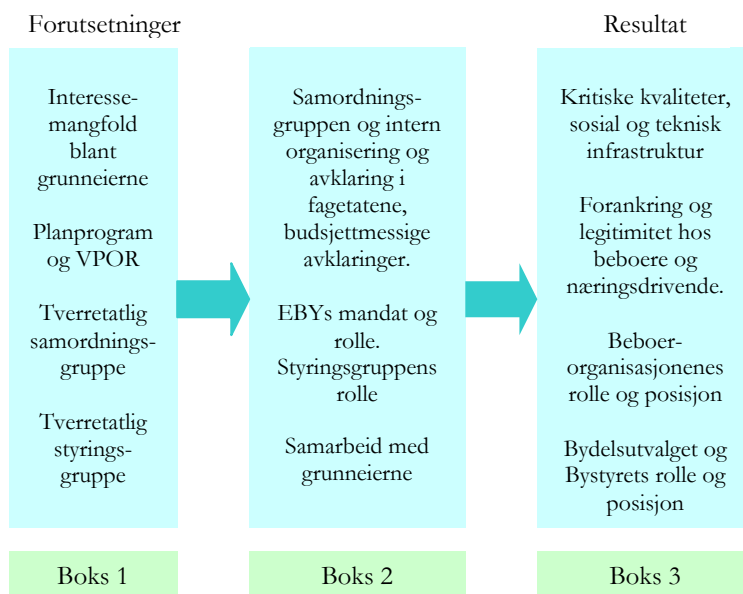 Forutsetninger
Interesse-
mangfold
blant
grunneierne
Planprogram
og VPOR
Tverretatlig
samordnings-
gruppe
Tverretatlig
styrings-
gruppe
Boks 1
Samordnings-
gruppen og intern
organisering og
avklaring i
fagetatene,
budsjettmessige
avklaringer.
EBYs mandat og
rolle.
Styringsgruppens
rolle
Samarbeid med
grunneierne
Boks 2
Resultat
Kritiske kvaliteter,
sosial og teknisk
infrastruktur
Forankring og
legitimitet hos
beboere og
næringsdrivende.
Beboer-
organisasjonenes
rolle og posisjon
Bydelsutvalget og
Bystyrets rolle og
posisjon
Boks 3